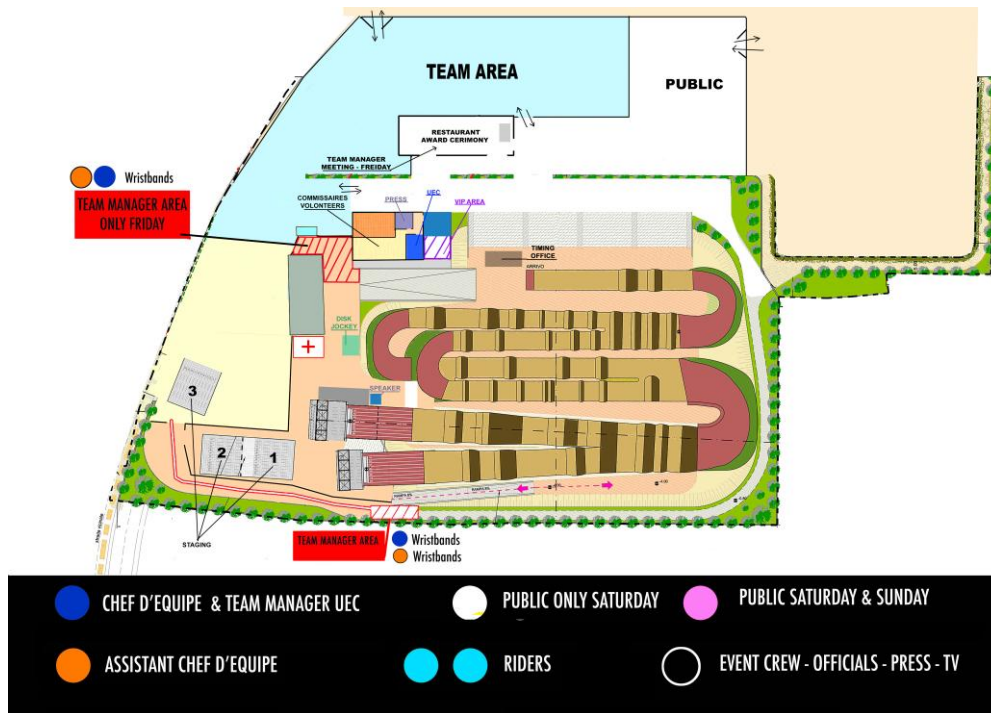 TEAM AREA
PUBLIC
RESTAURANT
AWARD CERIMONY
TEAM MANAGER
MEETING - FREIDAY
Wristbands
TEAM MANAGER AREA
ONLY FRIDAY
COMMISSAIRES
VOLONTEERS
PRESS
UEC
VIP AREA
TIMING
OFFICE
ARRIVO
DISK
JOCKEY
SPEAKER
3
2
1
STAGING
TEAM MANAGER AREA
Wristbands
Wristbands
CHEF D'EQUIPE & TEAM MANAGER UEC
PUBLIC ONLY SATURDAY
PUBLIC SATURDAY & SUNDAY
ASSISTANT CHEF D'EQUIPE
RIDERS
EVENT CREW - OFFICIALS - PRESS - TV